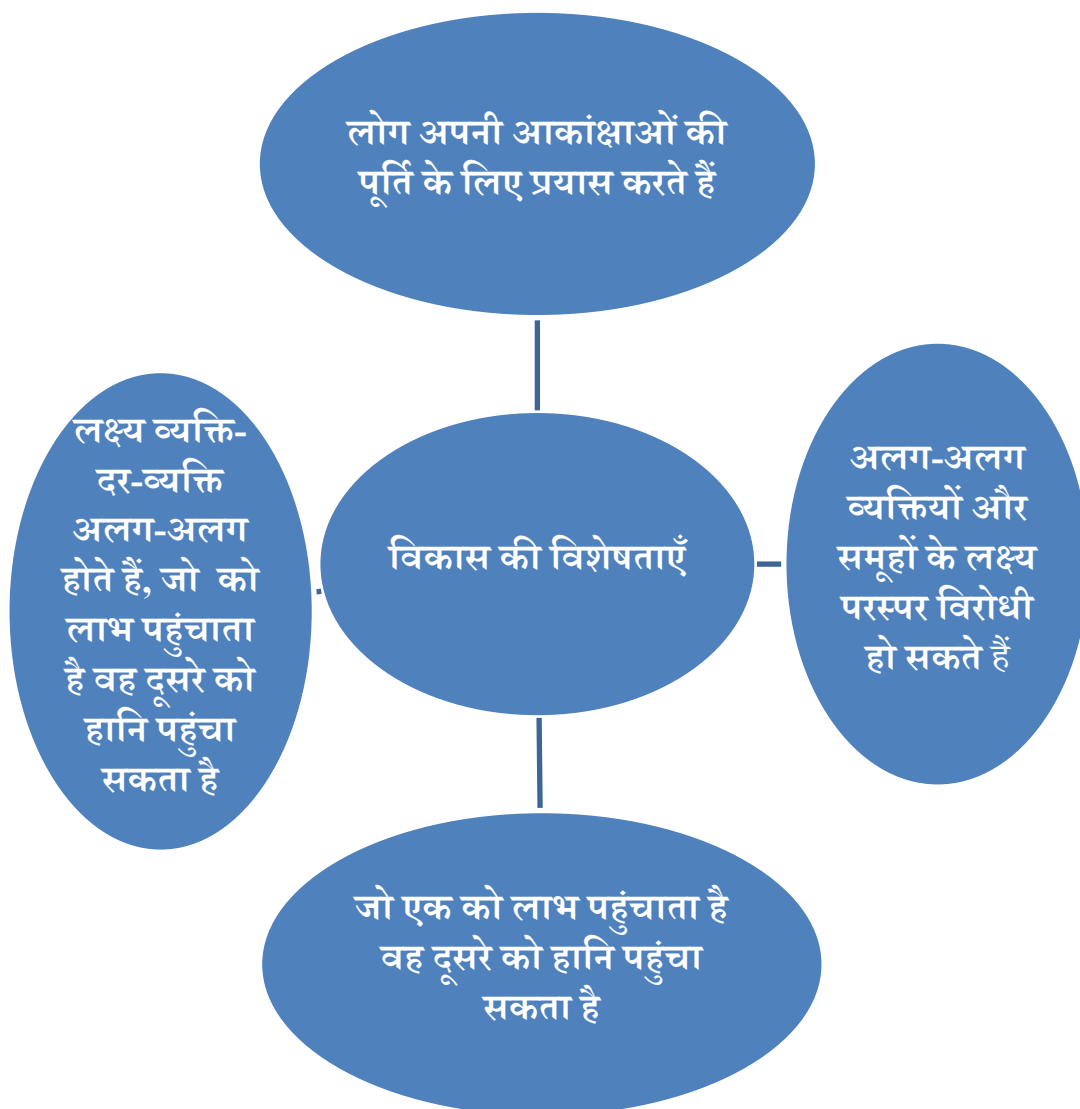 लोग अपनी आकांक्षाओं की
पूर्ति के लिए प्रयास करते हैं
लक्ष्य व्यक्ति-
दर-व्यक्ति
अलग-अलग
होते हैं, जो  को
लाभ पहुंचाता
है वह दूसरे को
हानि पहुंचा
सकता है
विकास की विशेषताएँ
अलग-अलग
व्यक्तियों और
समूहों के लक्ष्य
परस्पर विरोधी
हो सकते हैं
जो एक को लाभ पहुंचाता है
वह दूसरे को हानि पहुंचा
सकता है